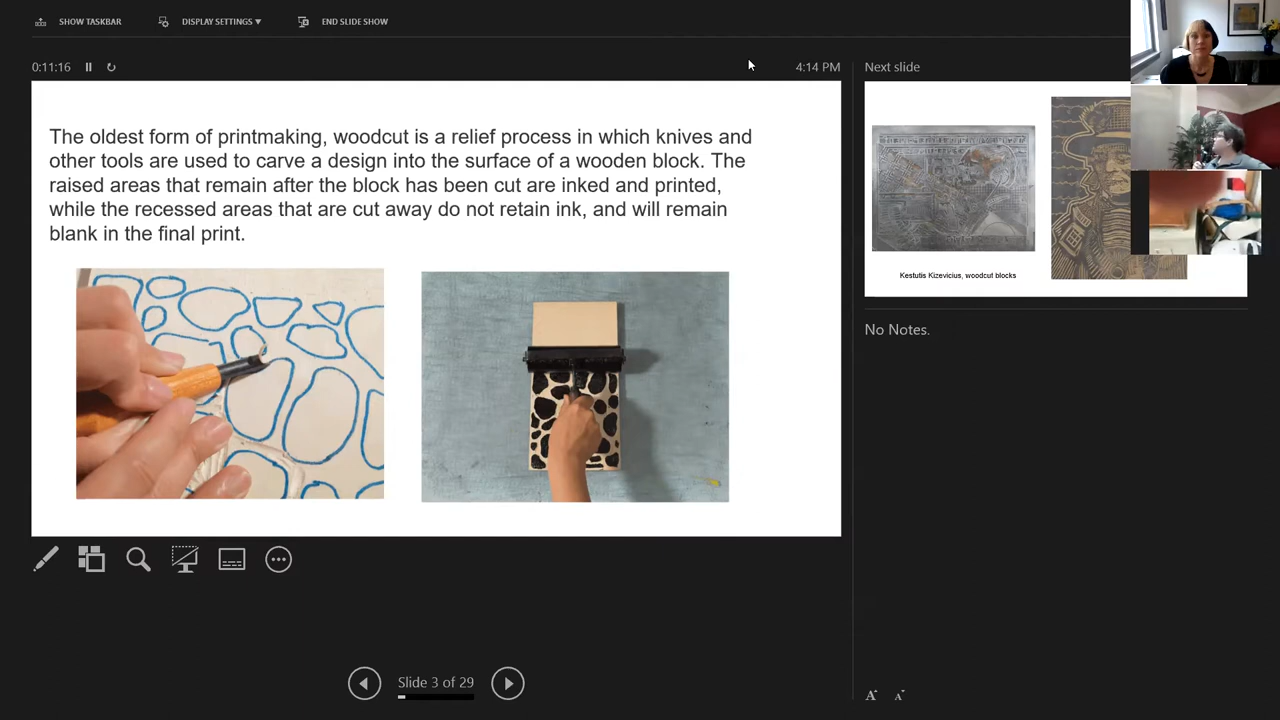 SHOW TASKBAR DISPLAY SETTINGS ▼ END SLIDE SHOW
0:11:16 4:14 PM
Next slide
The oldest form of printmaking, woodcut is a relief process in which knives and
other tools are used to carve a design into the surface of a wooden block. The
raised areas that remain after the block has been cut are inked and printed,
while the recessed areas that are cut away do not retain ink, and will remain
blank in the final print.
Kestutis Kizevicius, woodcut blocks
No Notes.
Slide 3 of 29
A A